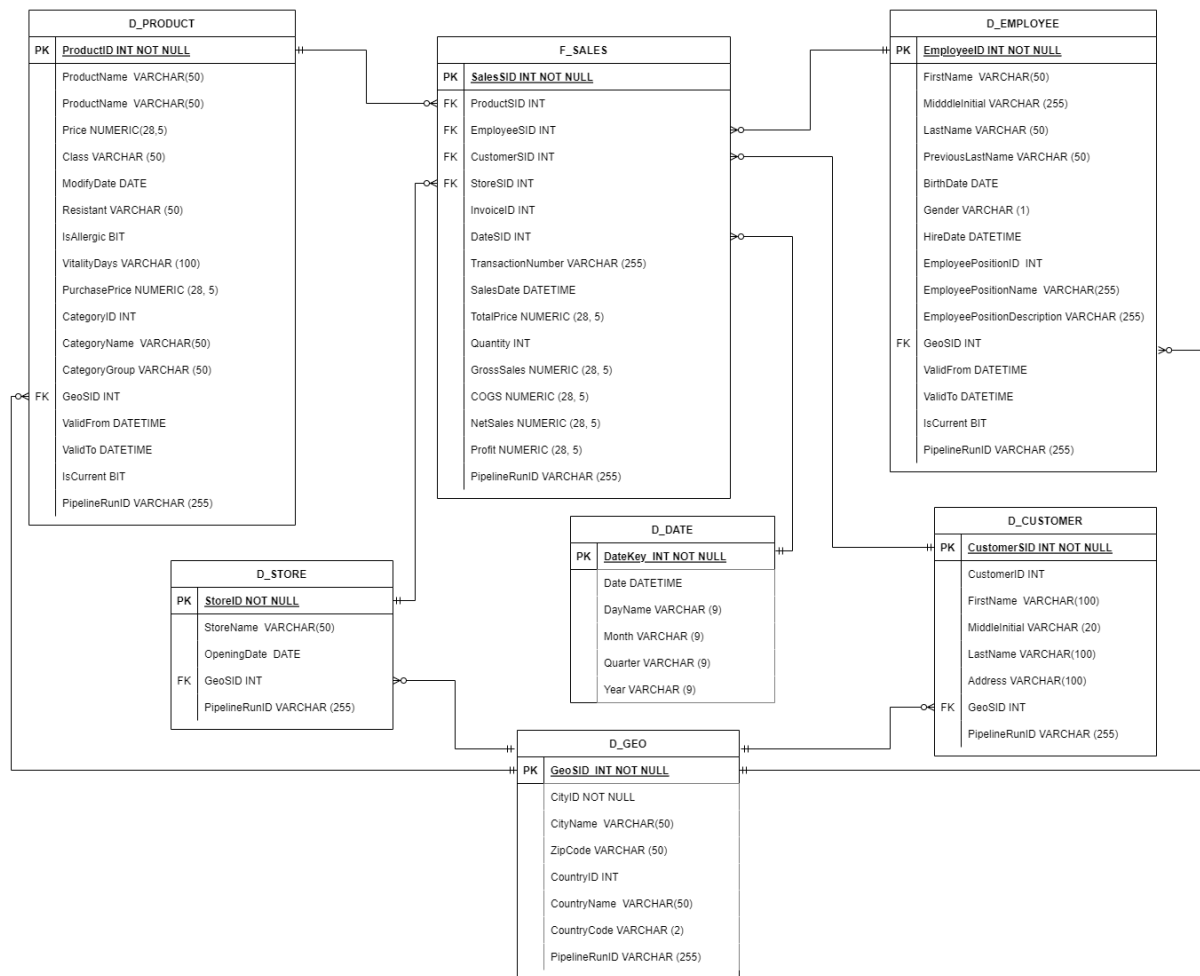 D_PRODUCT
PK ProductID INT NOT NULL
ProductName VARCHAR(50)
ProductName VARCHAR(50)
Price NUMERIC(28,5)
Class VARCHAR (50)
ModifyDate DATE
Resistant VARCHAR (50)
IsAllergic BIT
VitalityDays VARCHAR (100)
PurchasePrice NUMERIC (28, 5)
CategoryID INT
CategoryName VARCHAR(50)
CategoryGroup VARCHAR (50)
FK GeoSID INT
ValidFrom DATETIME
ValidTo DATETIME
IsCurrent BIT
PipelineRunID VARCHAR (255)
F_SALES
PK SalesSID INT NOT NULL
FK ProductSID INT
FK EmployeeSID INT
FK CustomerSID INT
FK StoreSID INT
InvoiceID INT
DateSID INT
TransactionNumber VARCHAR (255)
SalesDate DATETIME
TotalPrice NUMERIC (28, 5)
Quantity INT
GrossSales NUMERIC (28, 5)
COGS NUMERIC (28, 5)
NetSales NUMERIC (28, 5)
Profit NUMERIC (28, 5)
PipelineRunID VARCHAR (255)
D_EMPLOYEE
PK EmployeeID INT NOT NULL
FirstName VARCHAR(50)
MidddleInitial VARCHAR (255)
LastName VARCHAR (50)
PreviousLastName VARCHAR (50)
BirthDate DATE
Gender VARCHAR (1)
HireDate DATETIME
EmployeePositionID INT
EmployeePositionName VARCHAR(255)
EmployeePositionDescription VARCHAR (255)
FK GeoSID INT
ValidFrom DATETIME
ValidTo DATETIME
IsCurrent BIT
PipelineRunID VARCHAR (255)
D_STORE
PK StoreID NOT NULL
StoreName VARCHAR(50)
OpeningDate DATE
FK GeoSID INT
PipelineRunID VARCHAR (255)
D_DATE
PK DateKey INT NOT NULL
Date DATETIME
DayName VARCHAR (9)
Month VARCHAR (9)
Quarter VARCHAR (9)
Year VARCHAR (9)
D_CUSTOMER
PK CustomerSID INT NOT NULL
CustomerID INT
FirstName VARCHAR(100)
MiddleInitial VARCHAR (20)
LastName VARCHAR(100)
Address VARCHAR(100)
FK GeoSID INT
PipelineRunID VARCHAR (255)
D_GEO
PK GeoSID INT NOT NULL
CityID NOT NULL
CityName VARCHAR(50)
ZipCode VARCHAR (50)
CountryID INT
CountryName VARCHAR(50)
CountryCode VARCHAR (2)
PipelineRunID VARCHAR (255)